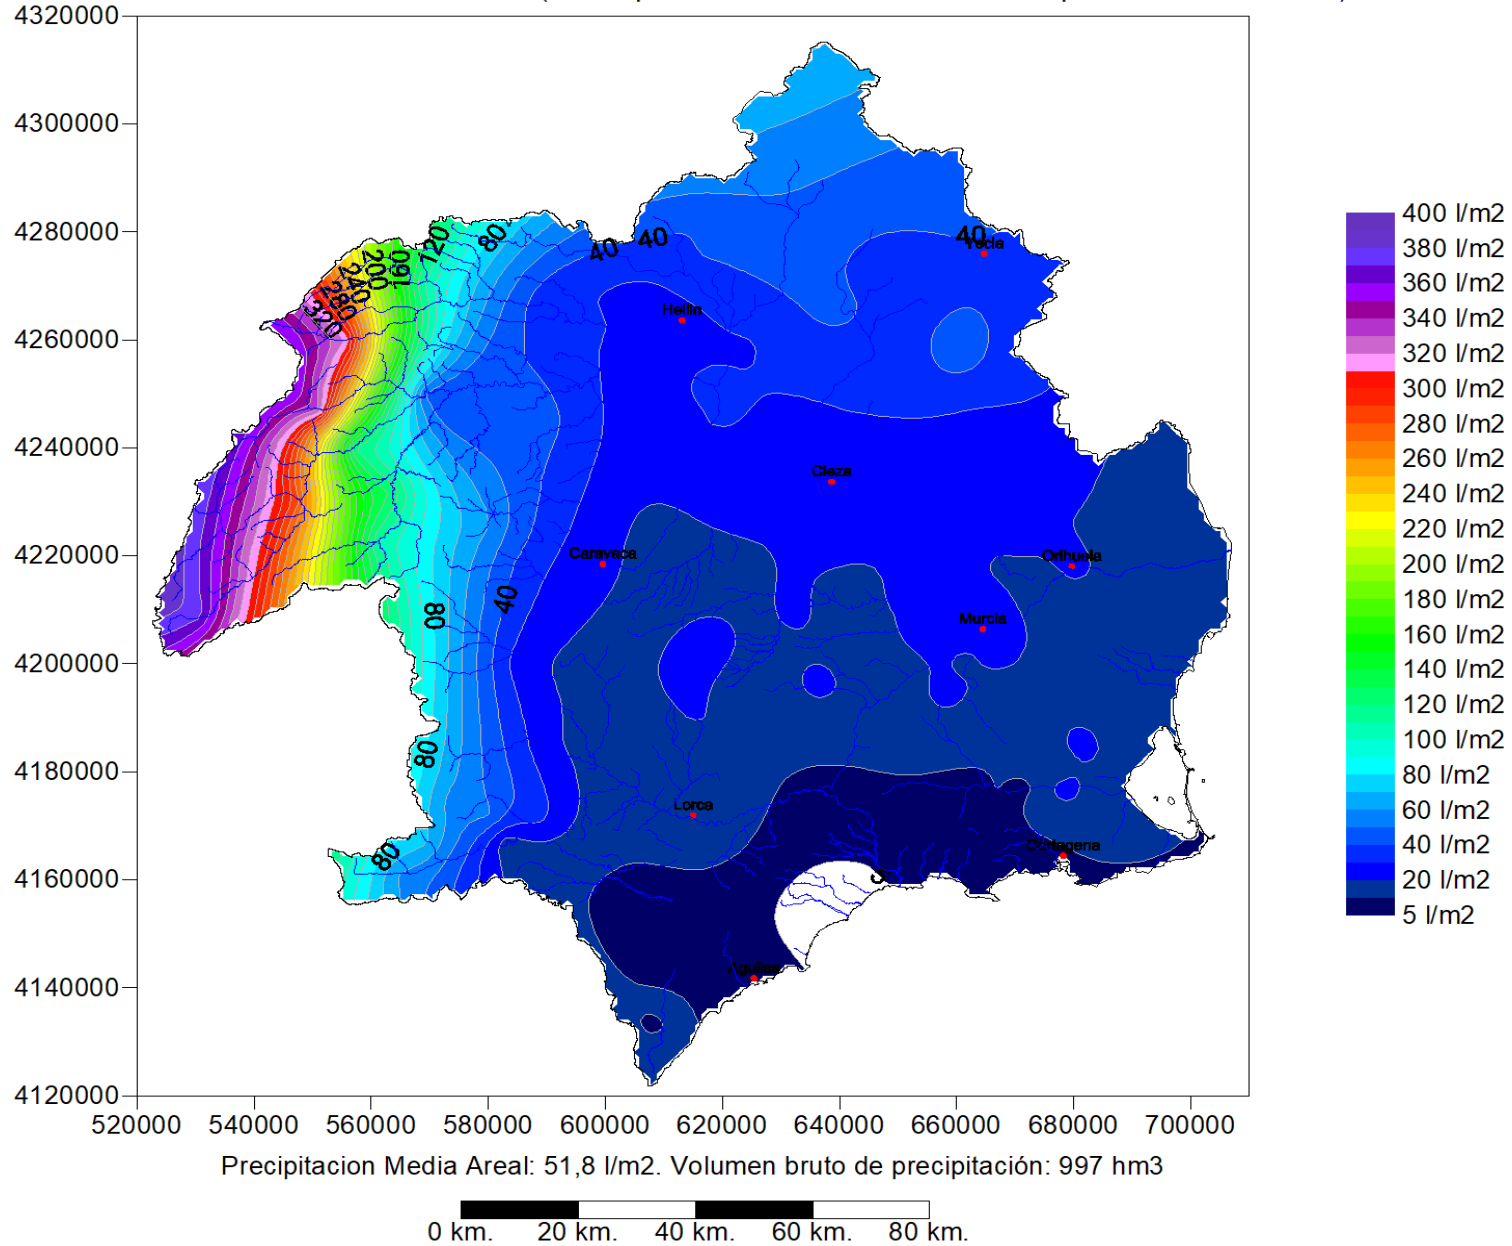 4320000
4300000
4280000
4260000
4240000
4220000
4200000
4180000
4160000
4140000
4120000
520000 540000 560000 580000 600000 620000 640000 660000 680000 700000
120
80
40
40
40
Yecla
160
200
240
280
320
Hellin
Cieza
Caravaca
Orihuela
40
80
Murcia
80
Lorca
80
Cartagena
5
Aguilas
400 l/m2
380 l/m2
360 l/m2
340 l/m2
320 l/m2
300 l/m2
280 l/m2
260 l/m2
240 l/m2
220 l/m2
200 l/m2
180 l/m2
160 l/m2
140 l/m2
120 l/m2
100 l/m2
80 l/m2
60 l/m2
40 l/m2
20 l/m2
5 l/m2
Precipitacion Media Areal: 51,8 l/m2. Volumen bruto de precipitación: 997 hm3
0 km. 20 km. 40 km. 60 km. 80 km.